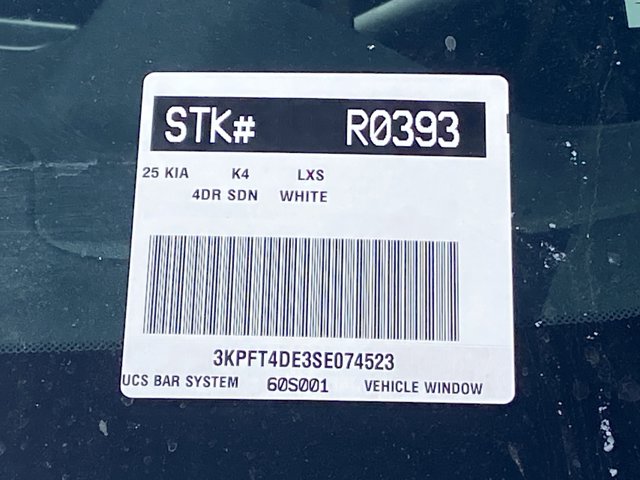 STK# R0393
25 KIA K4 LXS
4DR SDN WHITE
3KPFT4DE3SE074523
UCS BAR SYSTEM 60S001 VEHICLE WINDOW